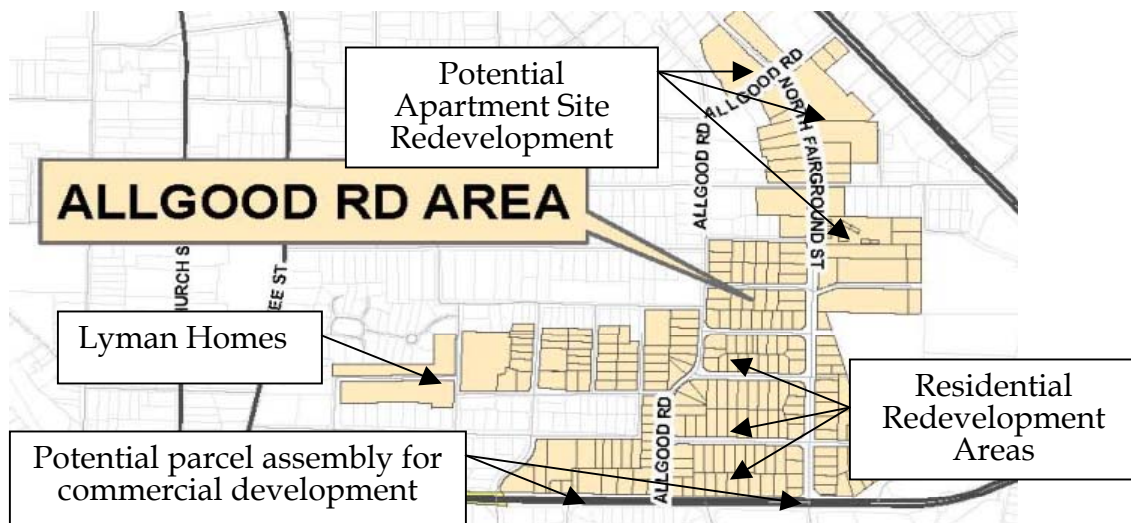 Potential
Apartment Site
Redevelopment
ALLGOOD RD
NORTH FAIRGROUND ST
ALLGOOD RD
ALLGOOD RD AREA
HURCH S
EE ST
Lyman Homes
Residential
Redevelopment
Areas
ALLGOOD RD
Potential parcel assembly for
commercial development